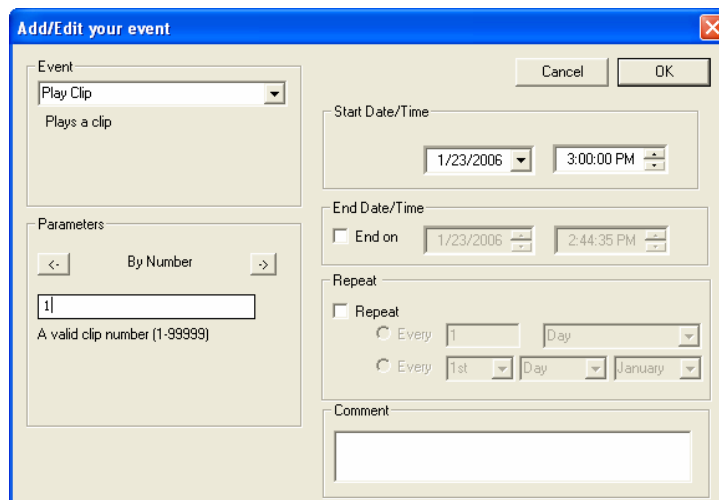 Add/Edit your event
Event
Play Clip
Plays a clip
Parameters
<-
By Number
->
1
A valid clip number (1-99999)
Cancel
OK
Start Date/Time
1/23/2006
3:00:00 PM
End Date/Time
End on
1/23/2006
2:44:35 PM
Repeat
Repeat
Every
1
Day
Every
1st
Day
January
Comment